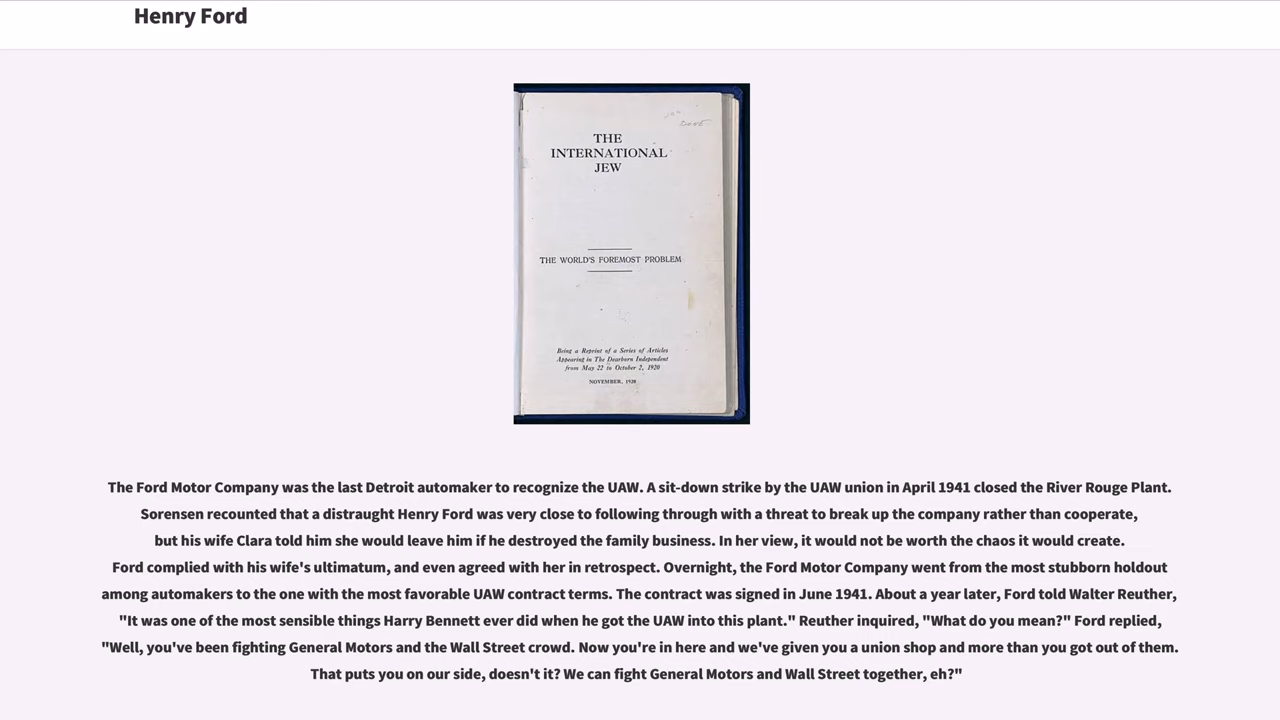 Henry Ford
THE
INTERNATIONAL
JEW
THE WORLD'S FOREMOST PROBLEM
Being a Reprint of a Series of Articles
Appearing in The Dearborn Independent
from May 22 to October 2, 1920
NOVEMBER, 1920
The Ford Motor Company was the last Detroit automaker to recognize the UAW. A sit-down strike by the UAW union in April 1941 closed the River Rouge Plant.
Sorensen recounted that a distraught Henry Ford was very close to following through with a threat to break up the company rather than cooperate,
but his wife Clara told him she would leave him if he destroyed the family business. In her view, it would not be worth the chaos it would create.
Ford complied with his wife's ultimatum, and even agreed with her in retrospect. Overnight, the Ford Motor Company went from the most stubborn holdout
among automakers to the one with the most favorable UAW contract terms. The contract was signed in June 1941. About a year later, Ford told Walter Reuther,
"It was one of the most sensible things Harry Bennett ever did when he got the UAW into this plant." Reuther inquired, "What do you mean?" Ford replied,
"Well, you've been fighting General Motors and the Wall Street crowd. Now you're in here and we've given you a union shop and more than you got out of them.
That puts you on our side, doesn't it? We can fight General Motors and Wall Street together, eh?"